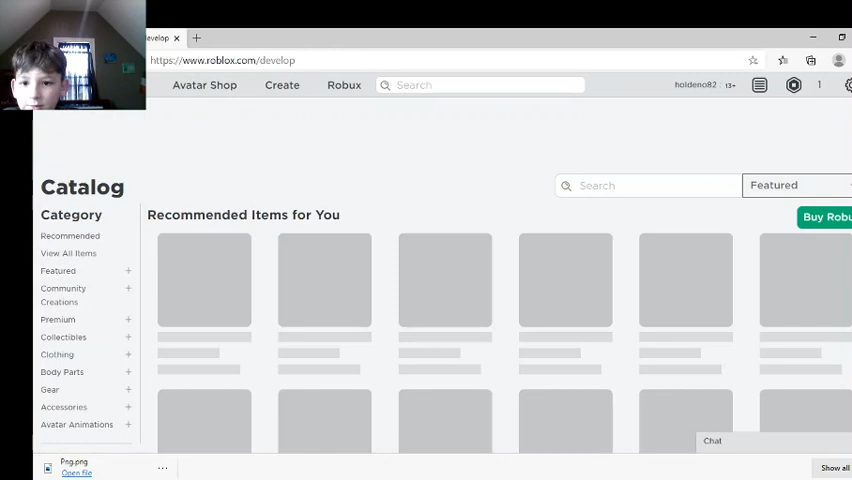 develop
https://www.roblox.com/develop
Avatar Shop Create Robux Search holdeno82 13+ 1
Catalog Search Featured
Category Recommended Items for You Buy Robu
Recommended
View All Items
Featured +
Community +
Creations
Premium +
Collectibles +
Clothing +
Body Parts +
Gear +
Accessories +
Avatar Animations +
Chat
Png.png
Open file
Show all